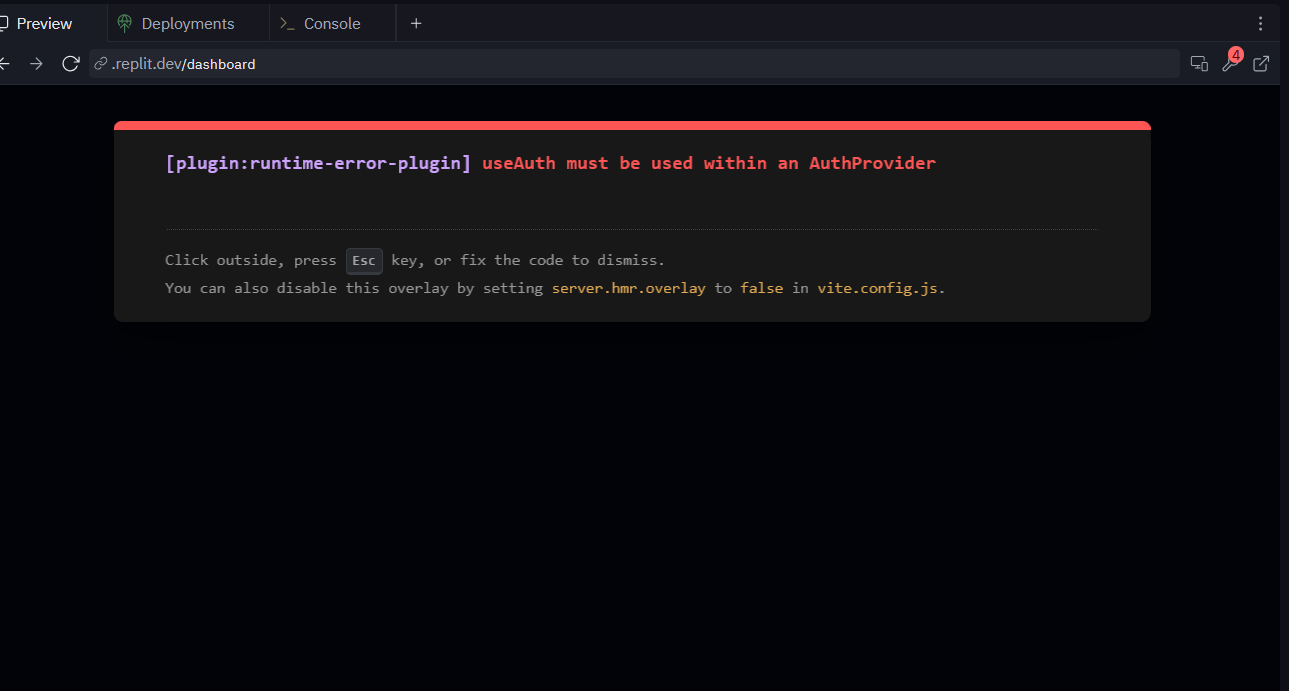 Preview Deployments Console
.replit.dev/dashboard 4
[plugin:runtime-error-plugin] useAuth must be used within an AuthProvider
Click outside, press Esc key, or fix the code to dismiss.
You can also disable this overlay by setting server.hmr.overlay to false in vite.config.js.